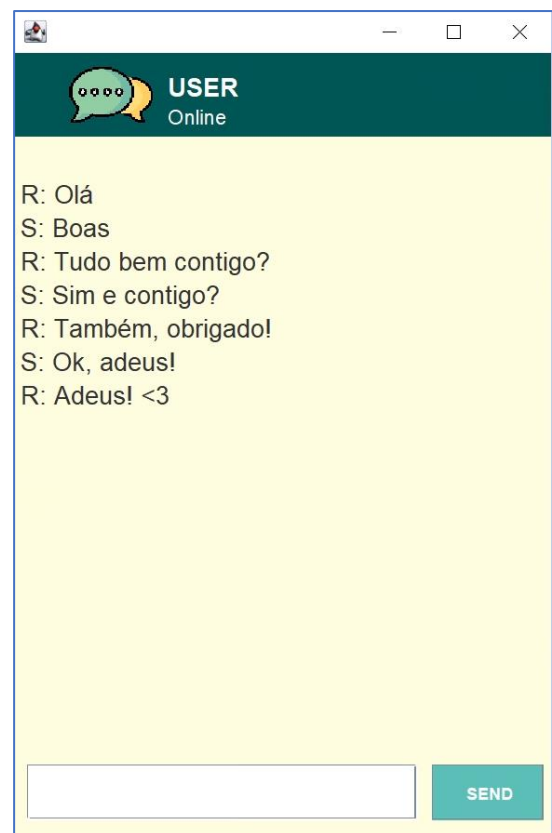 USER
Online
R: Olá
S: Boas
R: Tudo bem contigo?
S: Sim e contigo?
R: Também, obrigado!
S: Ok, adeus!
R: Adeus! <3
SEND